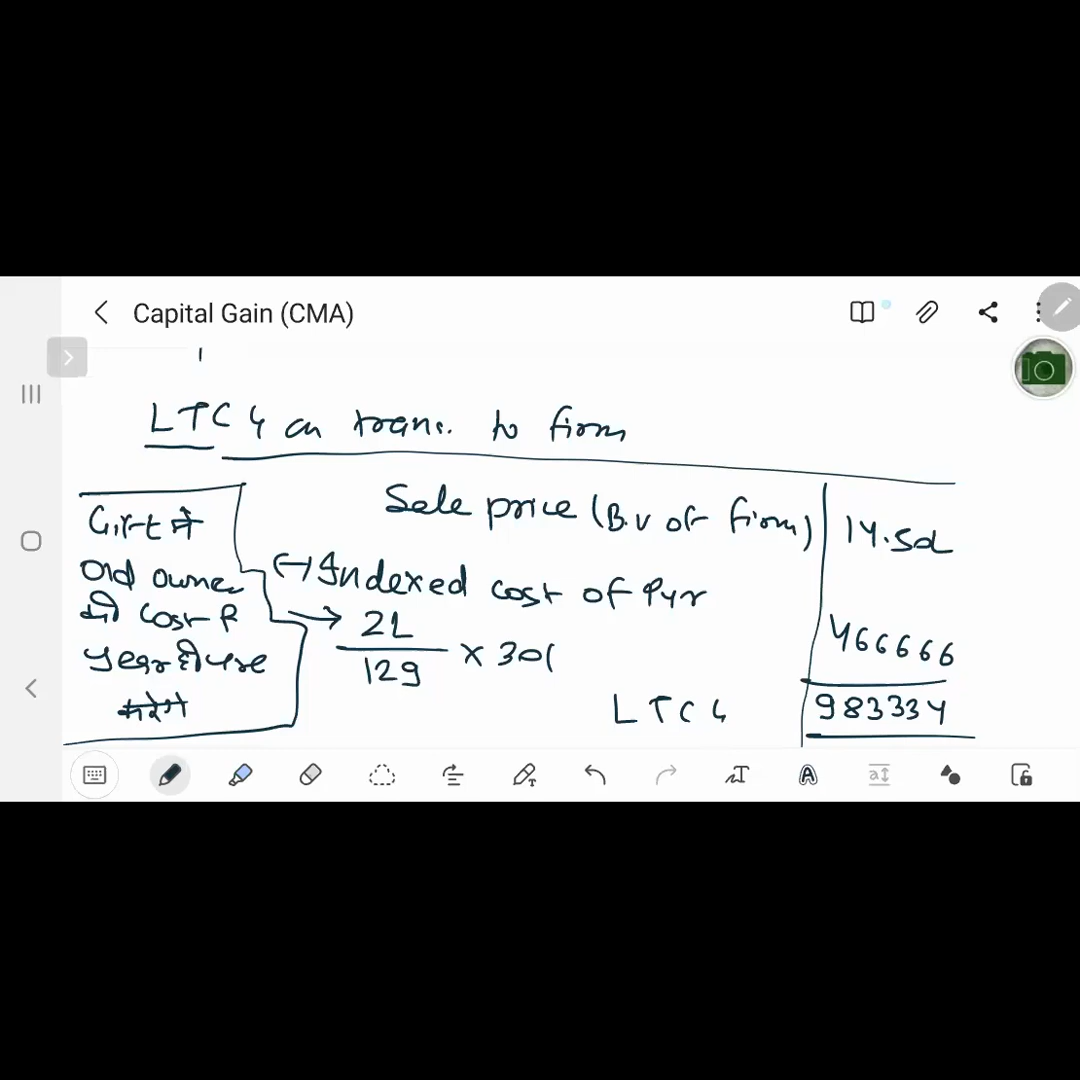 Capital Gain (CMA)
LTCG on trans. to firm
Sale price (B.V of firm) 14.50L
Gift में
old owner
की cost &
year use
करेंगे
(-) Indexed cost of Pyr 466666
→ 2L / 129 × 301
LTCG 983334